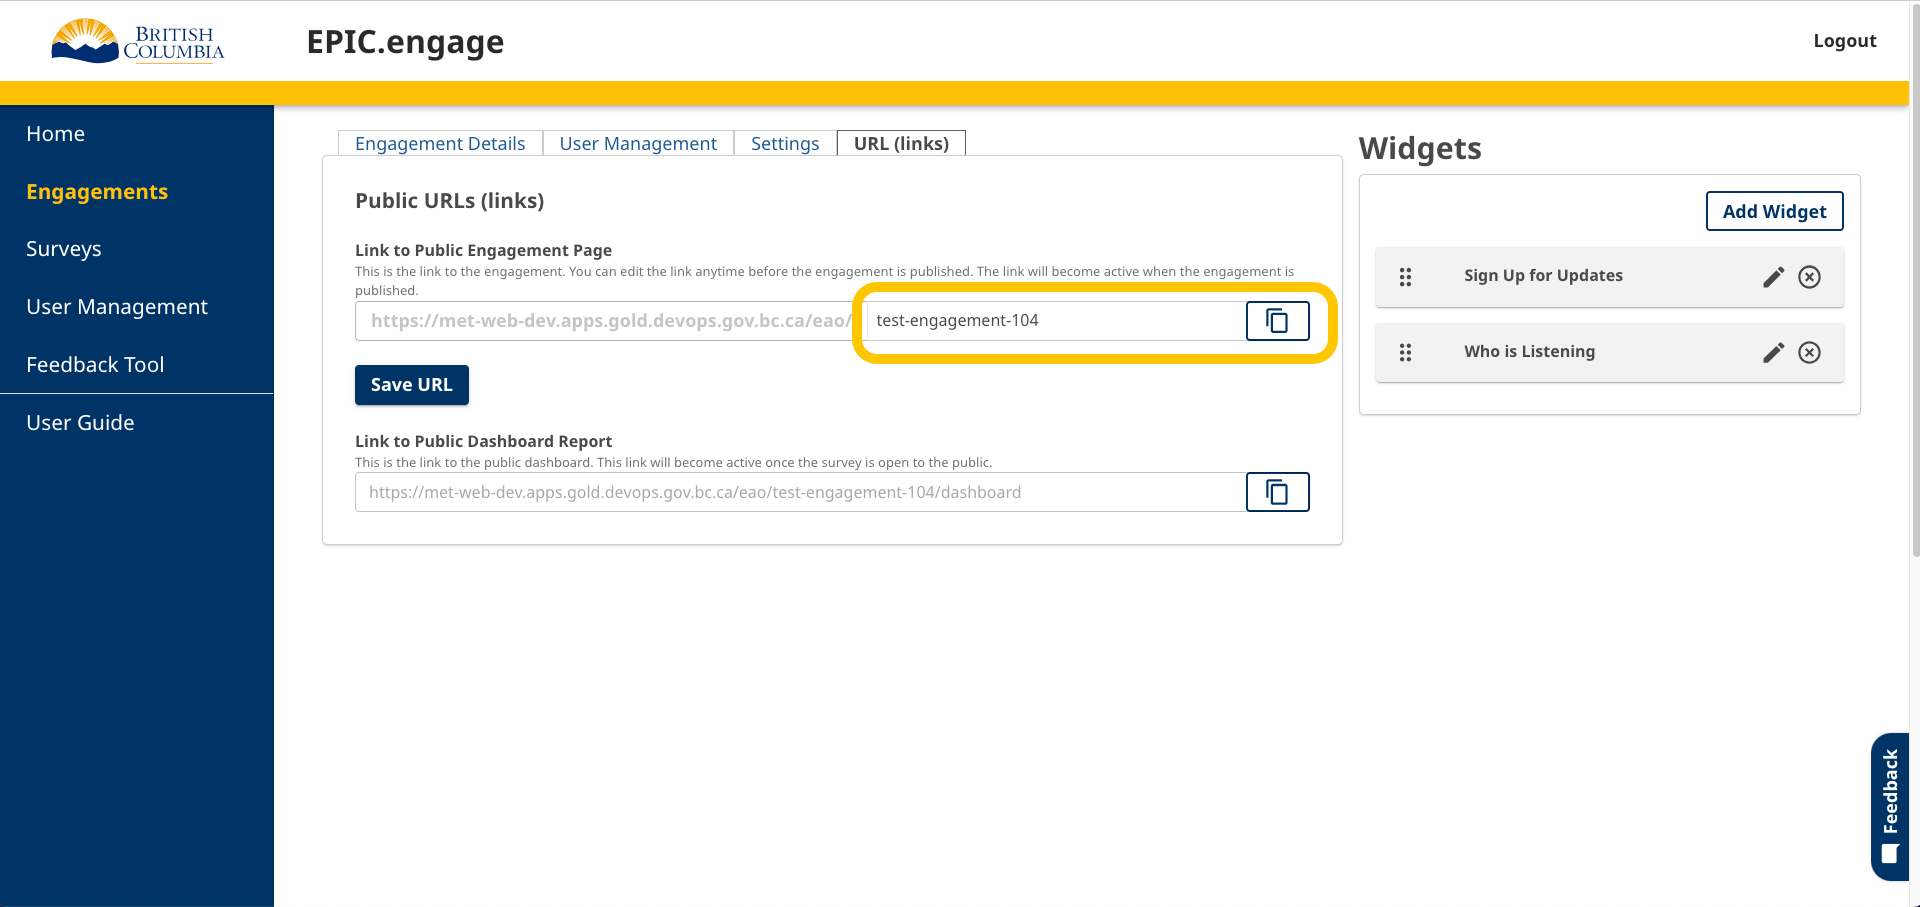 BRITISH
COLUMBIA
EPIC.engage
Logout
Home
Engagements
Surveys
User Management
Feedback Tool
User Guide
Engagement Details
User Management
Settings
URL (links)
Public URLs (links)
Link to Public Engagement Page
This is the link to the engagement. You can edit the link anytime before the engagement is published. The link will become active when the engagement is
published.
https://met-web-dev.apps.gold.devops.gov.bc.ca/eao/ test-engagement-104
Save URL
Link to Public Dashboard Report
This is the link to the public dashboard. This link will become active once the survey is open to the public.
https://met-web-dev.apps.gold.devops.gov.bc.ca/eao/test-engagement-104/dashboard
Widgets
Add Widget
Sign Up for Updates
Who is Listening
Feedback